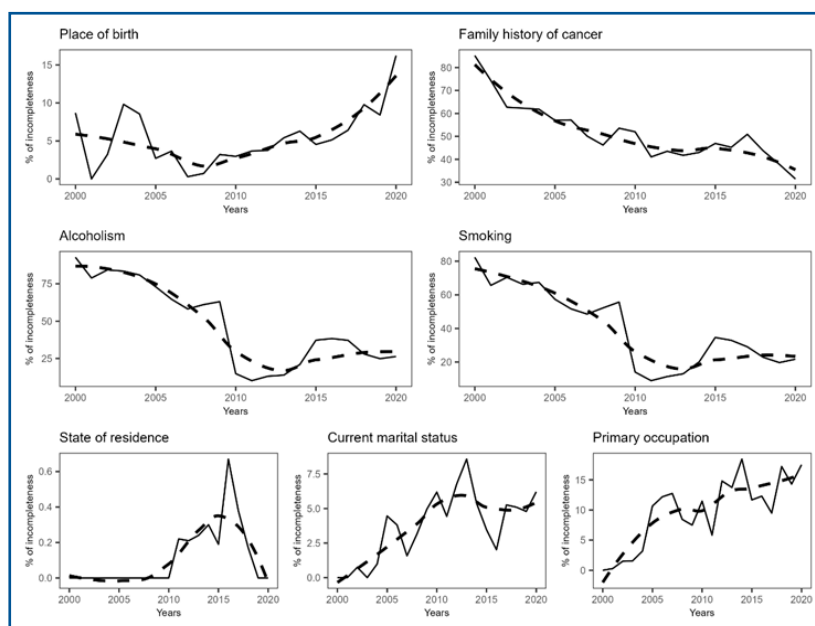 Place of birth
% of incompleteness
15
10
5
0
2000 2005 2010 2015 2020
Years
Family history of cancer
% of incompleteness
80
70
60
50
40
30
2000 2005 2010 2015 2020
Years
Alcoholism
% of incompleteness
75
50
25
2000 2005 2010 2015 2020
Years
Smoking
% of incompleteness
80
60
40
20
2000 2005 2010 2015 2020
Years
State of residence
% of incompleteness
0.6
0.4
0.2
0.0
2000 2005 2010 2015 2020
Years
Current marital status
% of incompleteness
7.5
5.0
2.5
0.0
2000 2005 2010 2015 2020
Years
Primary occupation
% of incompleteness
15
10
5
0
2000 2005 2010 2015 2020
Years